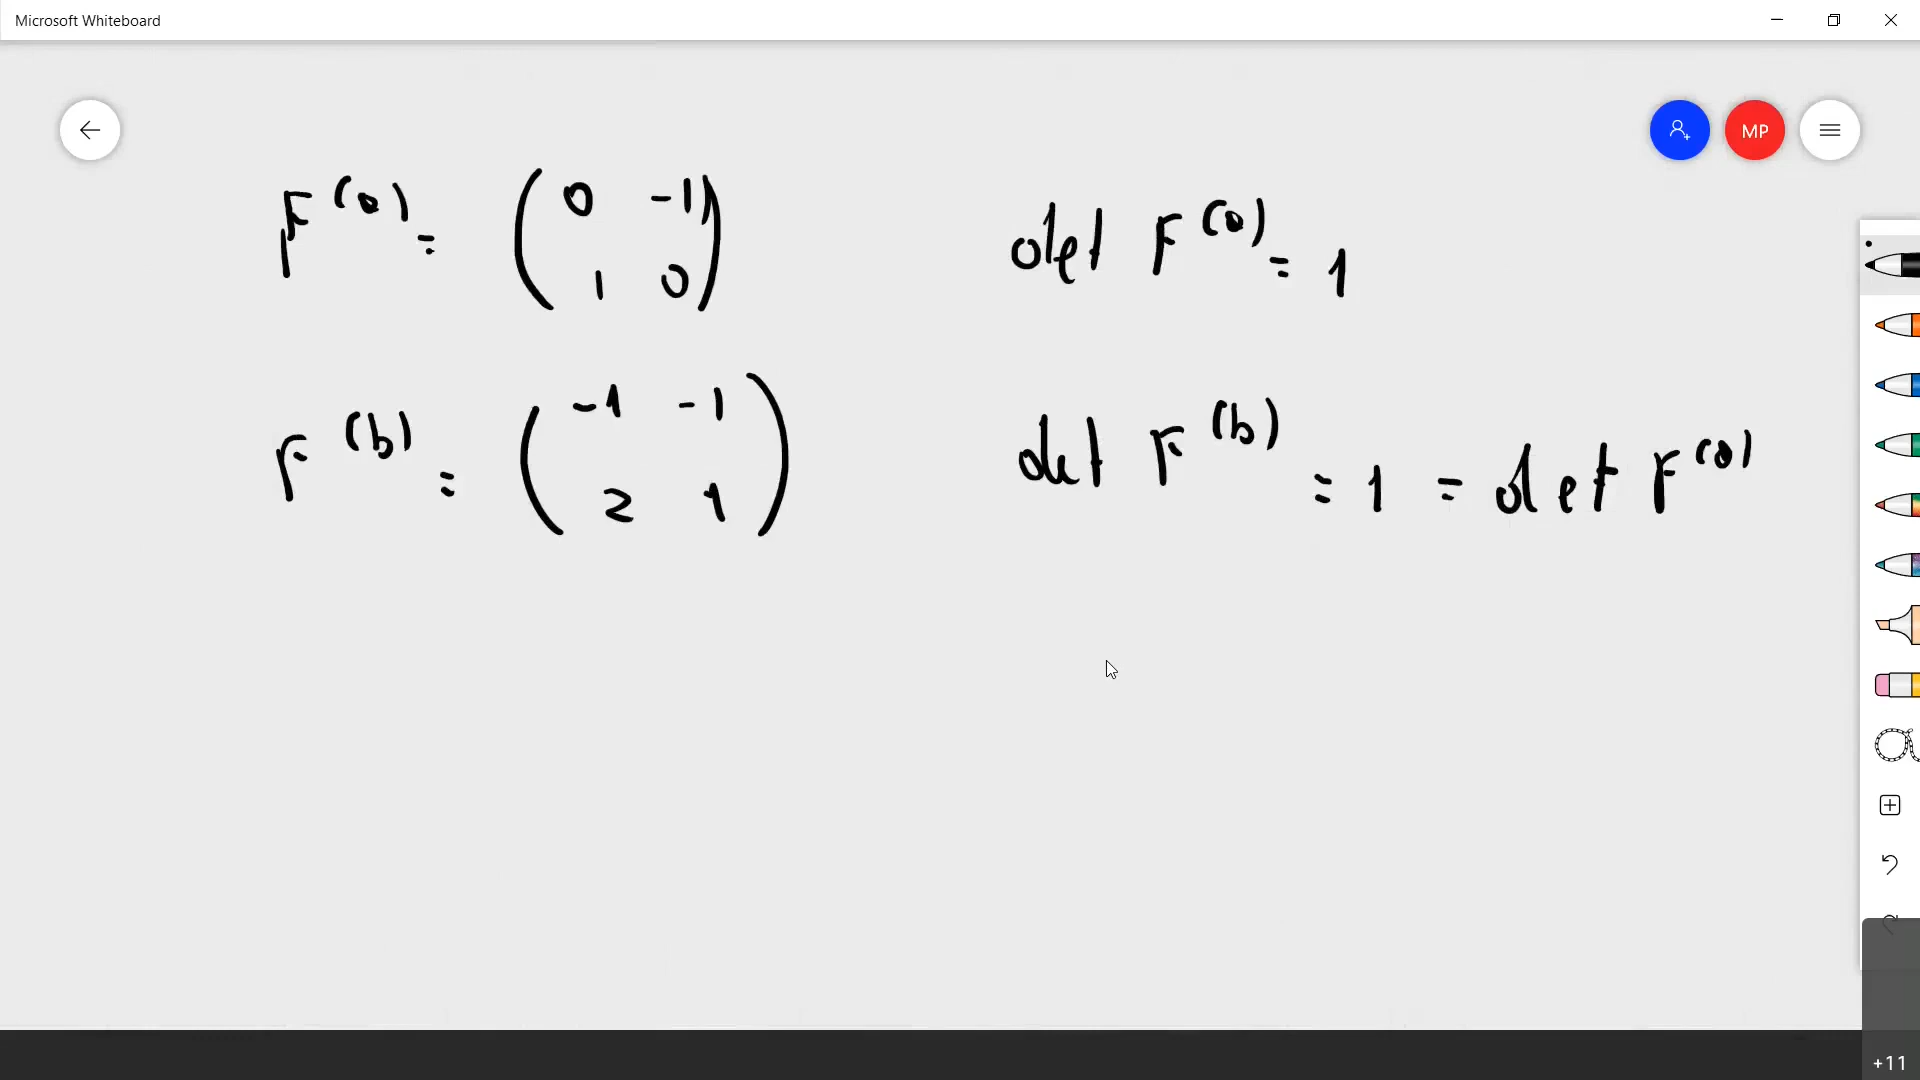 Microsoft Whiteboard
MP
F^(a) = ( 0 -1
1 0 )
det F^(a) = 1
F^(b) = ( -1 -1
2 1 )
det F^(b) = 1 = det F^(a)
+11